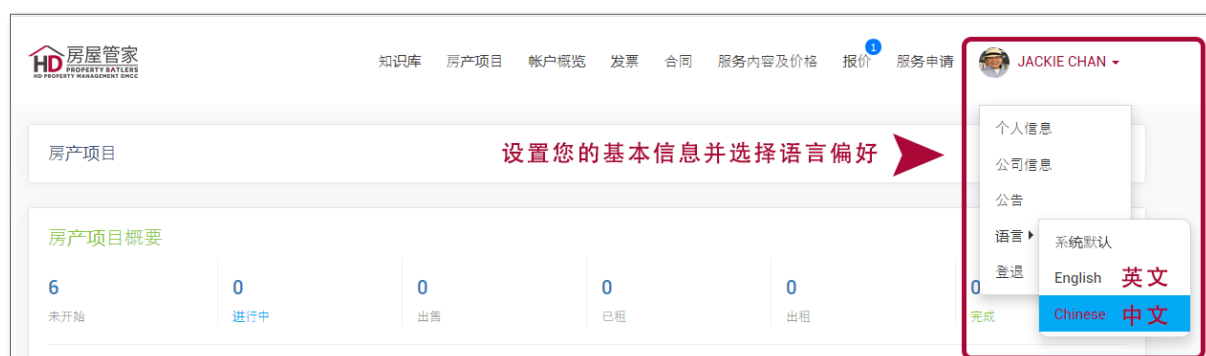 HD房屋管家
PROPERTY BATLERS
HD PROPERTY MANAGEMENT DMCC
知识库 房产项目 帐户概览 发票 合同 服务内容及价格 报价 1 服务申请 JACKIE CHAN
个人信息
房产项目
设置您的基本信息并选择语言偏好
公司信息
公告
房产项目概要
语言
系统默认
登退
English 英文
Chinese 中文
6 0 0 0 0 0
未开始 进行中 出售 已租 出租 完成